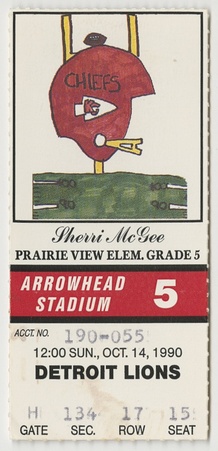 CHIEFS
KC
Sherri McGee
PRAIRIE VIEW ELEM. GRADE 5
ARROWHEAD
STADIUM 5
ACCT. NO. 190-055
12:00 SUN., OCT. 14, 1990
DETROIT LIONS
H 134 17 15
GATE SEC. ROW SEAT